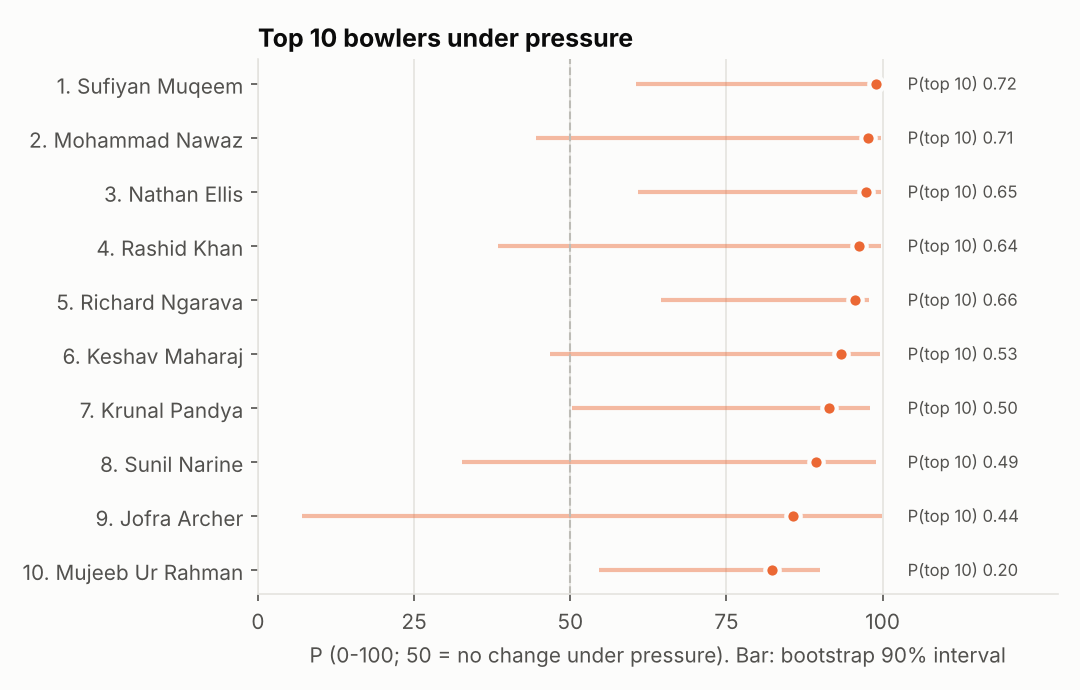 Top 10 bowlers under pressure
1. Sufiyan Muqeem P(top 10) 0.72
2. Mohammad Nawaz P(top 10) 0.71
3. Nathan Ellis P(top 10) 0.65
4. Rashid Khan P(top 10) 0.64
5. Richard Ngarava P(top 10) 0.66
6. Keshav Maharaj P(top 10) 0.53
7. Krunal Pandya P(top 10) 0.50
8. Sunil Narine P(top 10) 0.49
9. Jofra Archer P(top 10) 0.44
10. Mujeeb Ur Rahman P(top 10) 0.20
0 25 50 75 100
P (0-100; 50 = no change under pressure). Bar: bootstrap 90% interval